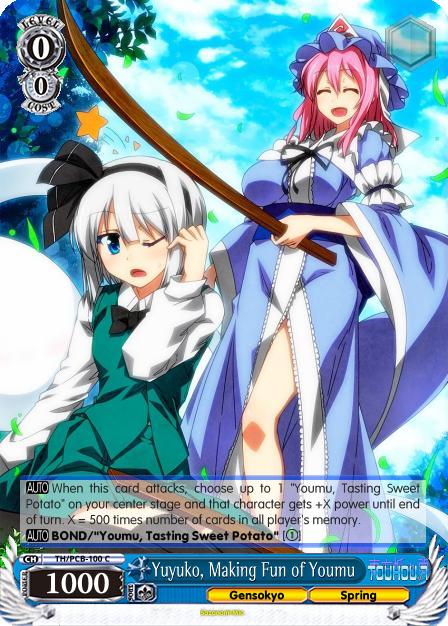 LEVEL
0
0
COST
AUTO When this card attacks, choose up to 1 "Youmu, Tasting Sweet
Potato" on your center stage and that character gets +X power until end
of turn. X = 500 times number of cards in all player's memory.
AUTO BOND/"Youmu, Tasting Sweet Potato" [①]
CH TH/PCB-100 C
POWER 1000 SOUL
Yuyuko, Making Fun of Youmu
TOUHOU
Gensokyo Spring